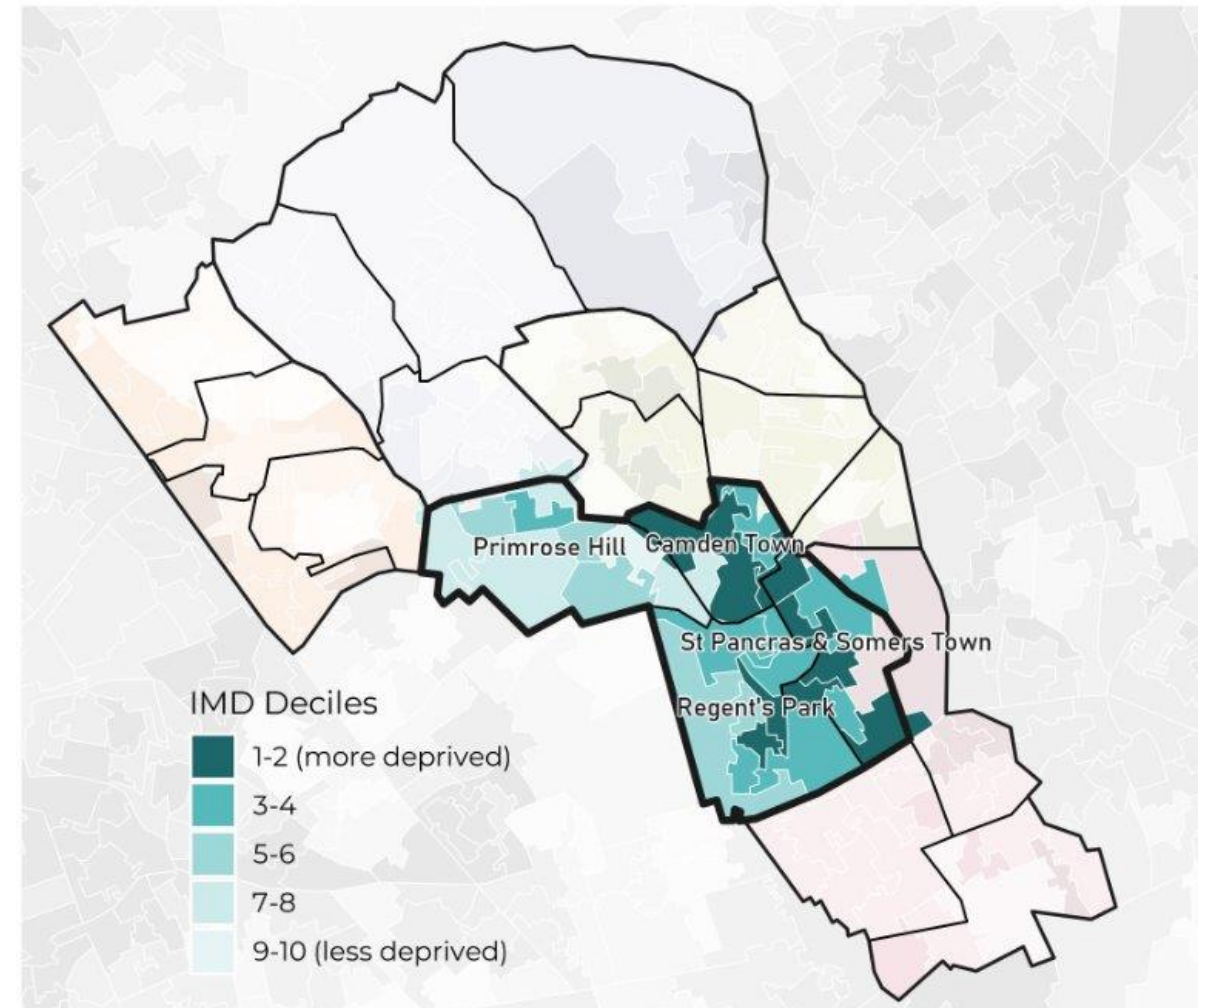 Primrose Hill
Camden Town
St Pancras & Somers Town
Regent's Park
IMD Deciles
1-2 (more deprived)
3-4
5-6
7-8
9-10 (less deprived)